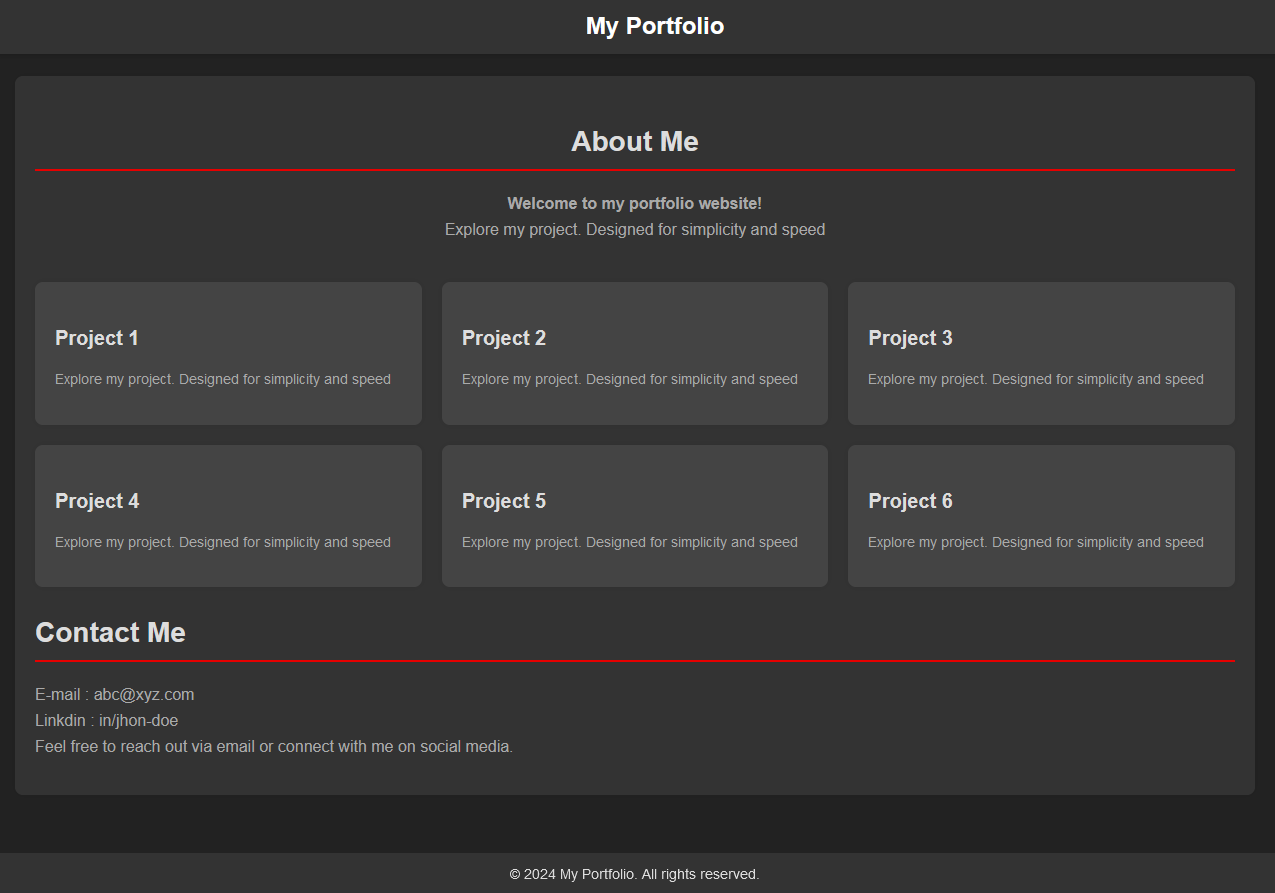 My Portfolio
About Me
Welcome to my portfolio website!
Explore my project. Designed for simplicity and speed
Project 1
Explore my project. Designed for simplicity and speed
Project 2
Explore my project. Designed for simplicity and speed
Project 3
Explore my project. Designed for simplicity and speed
Project 4
Explore my project. Designed for simplicity and speed
Project 5
Explore my project. Designed for simplicity and speed
Project 6
Explore my project. Designed for simplicity and speed
Contact Me
E-mail : abc@xyz.com
Linkdin : in/jhon-doe
Feel free to reach out via email or connect with me on social media.
© 2024 My Portfolio. All rights reserved.